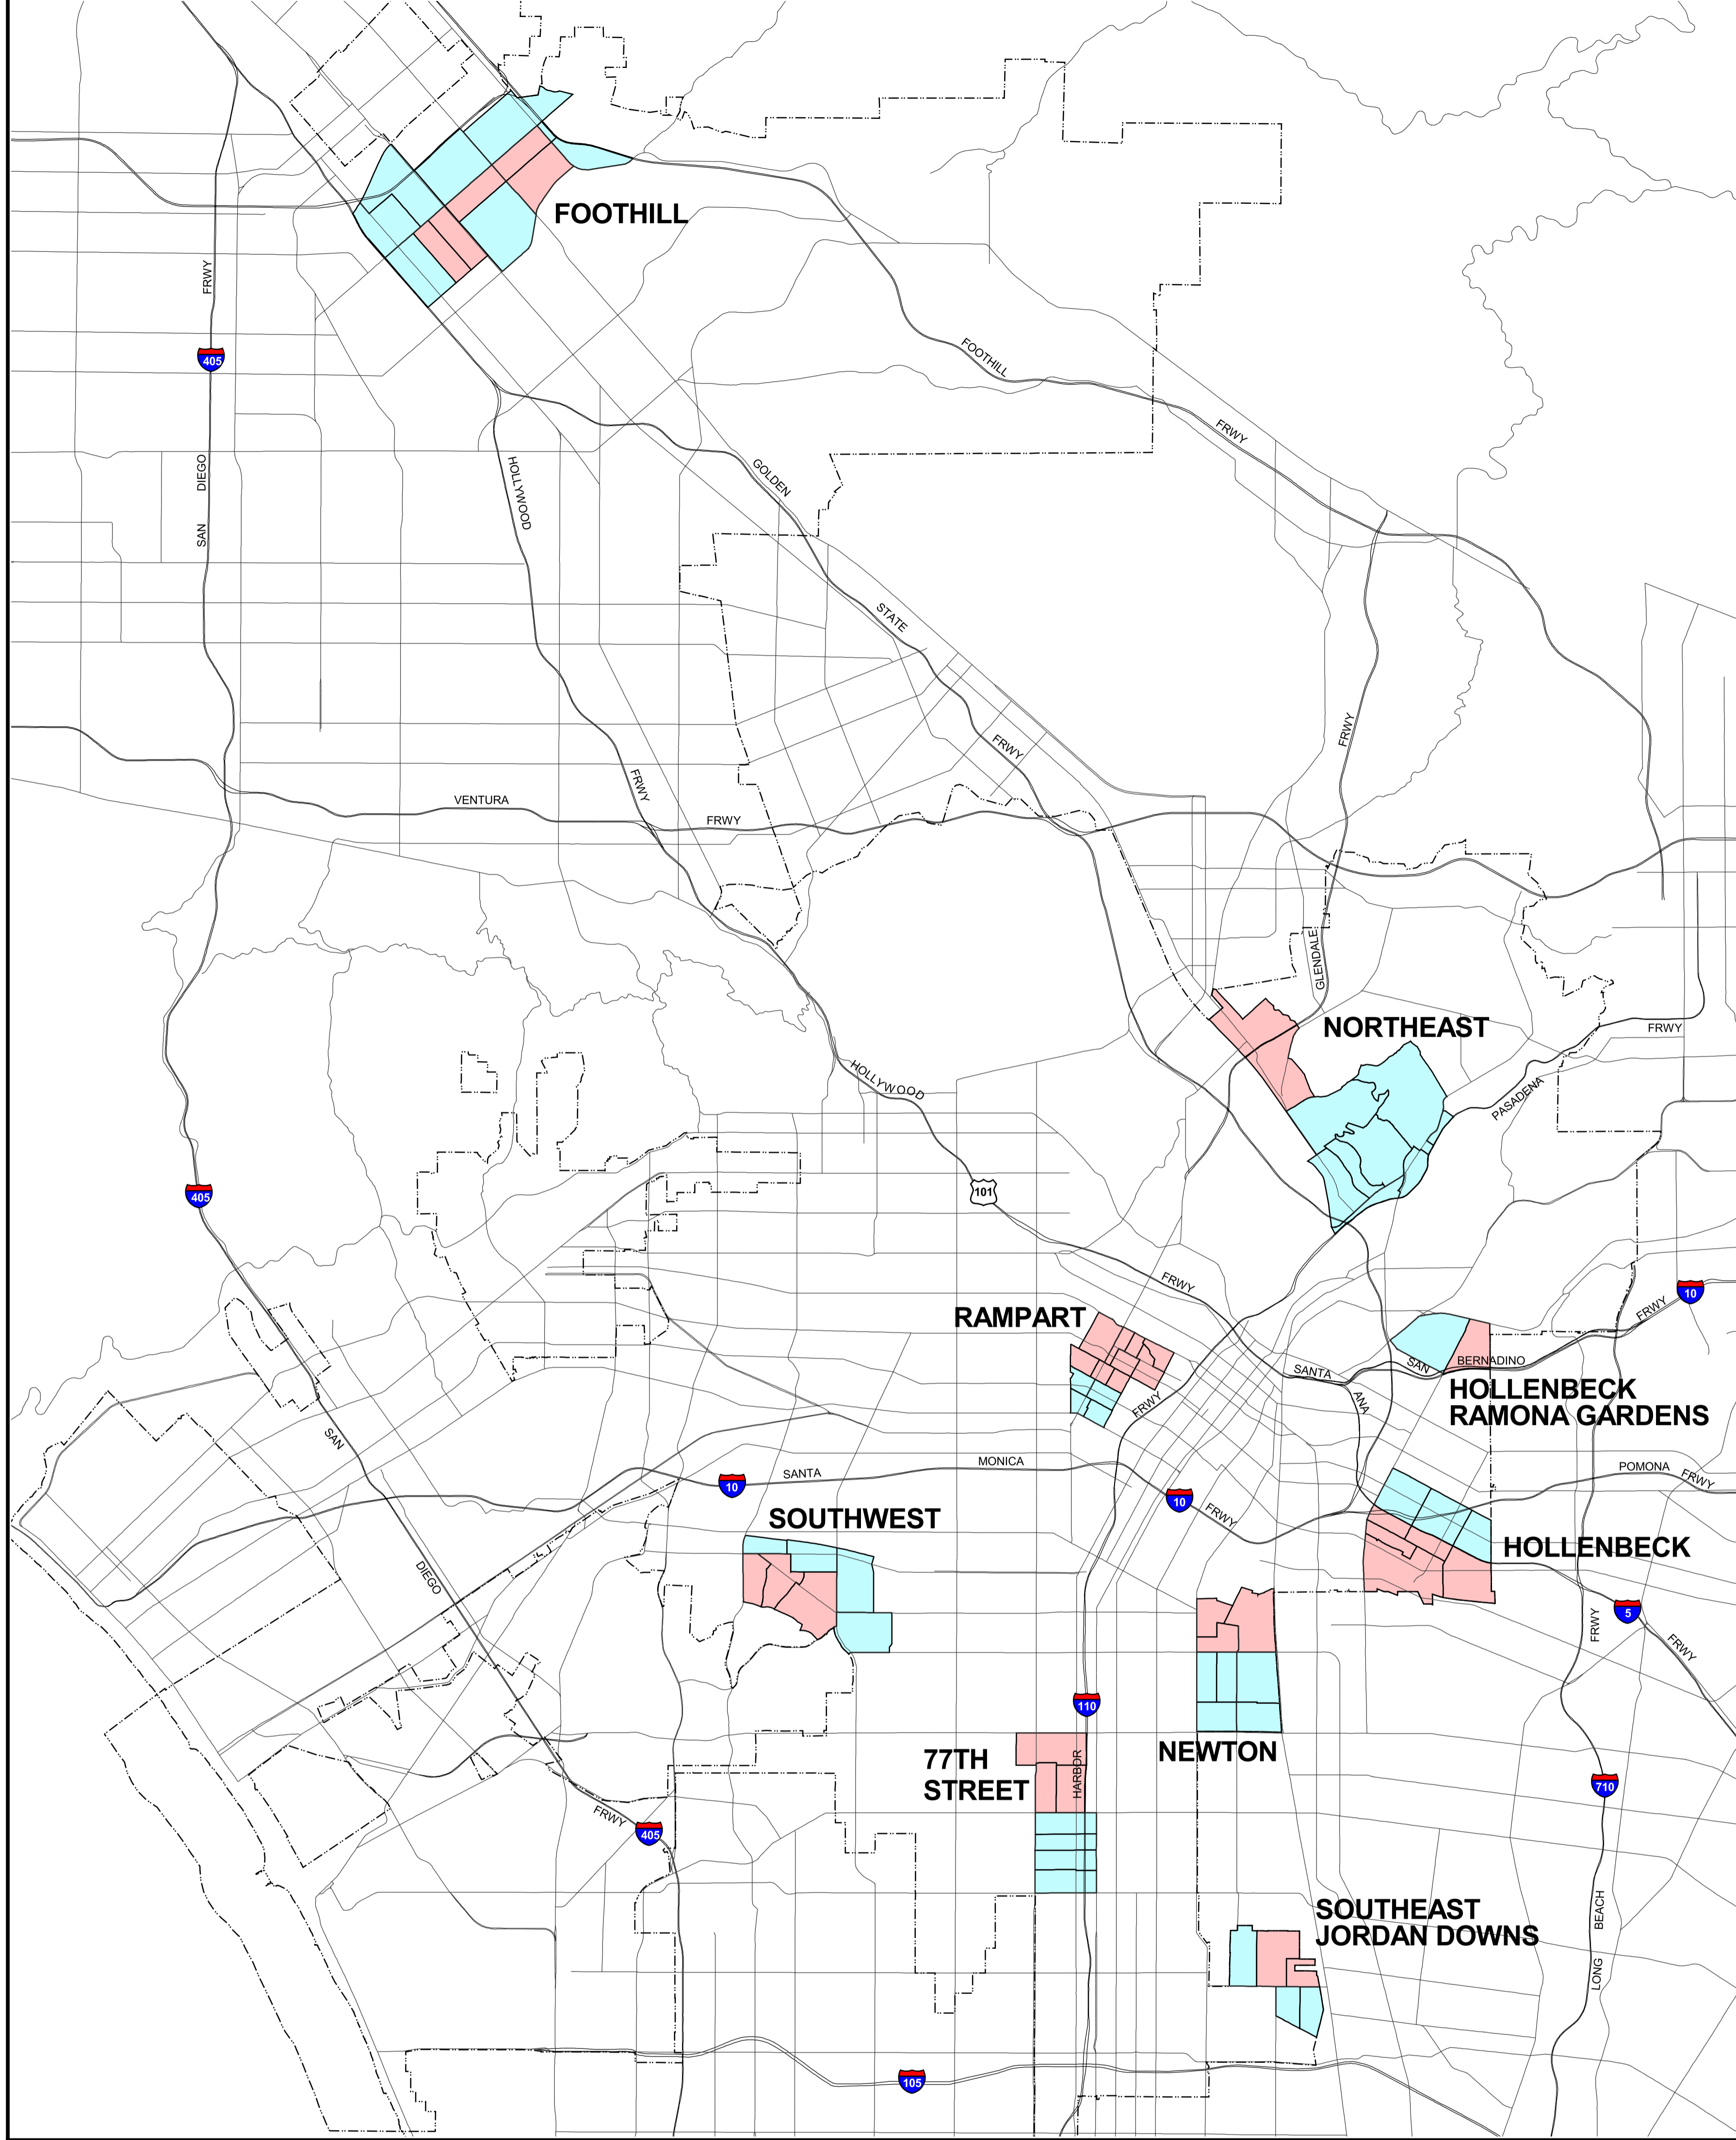 FOOTHILL
FRWY
405
FOOTHILL
FRWY
DIEGO
SAN
HOLLYWOOD
GOLDEN
STATE
FRWY
FRWY
FRWY
VENTURA
FRWY
GLENDALE
NORTHEAST
FRWY
PASADENA
HOLLYWOOD
405
101
FRWY
10
FRWY
RAMPART
SANTA
SAN
BERNADINO
ANA
FRWY
HOLLENBECK
RAMONA GARDENS
SAN
SANTA
MONICA
10
10
FRWY
POMONA
FRWY
SOUTHWEST
HOLLENBECK
DIEGO
5
FRWY
FRWY
110
NEWTON
77TH
STREET
HARBOR
710
FRWY
405
SOUTHEAST
JORDAN DOWNS
BEACH
LONG
105